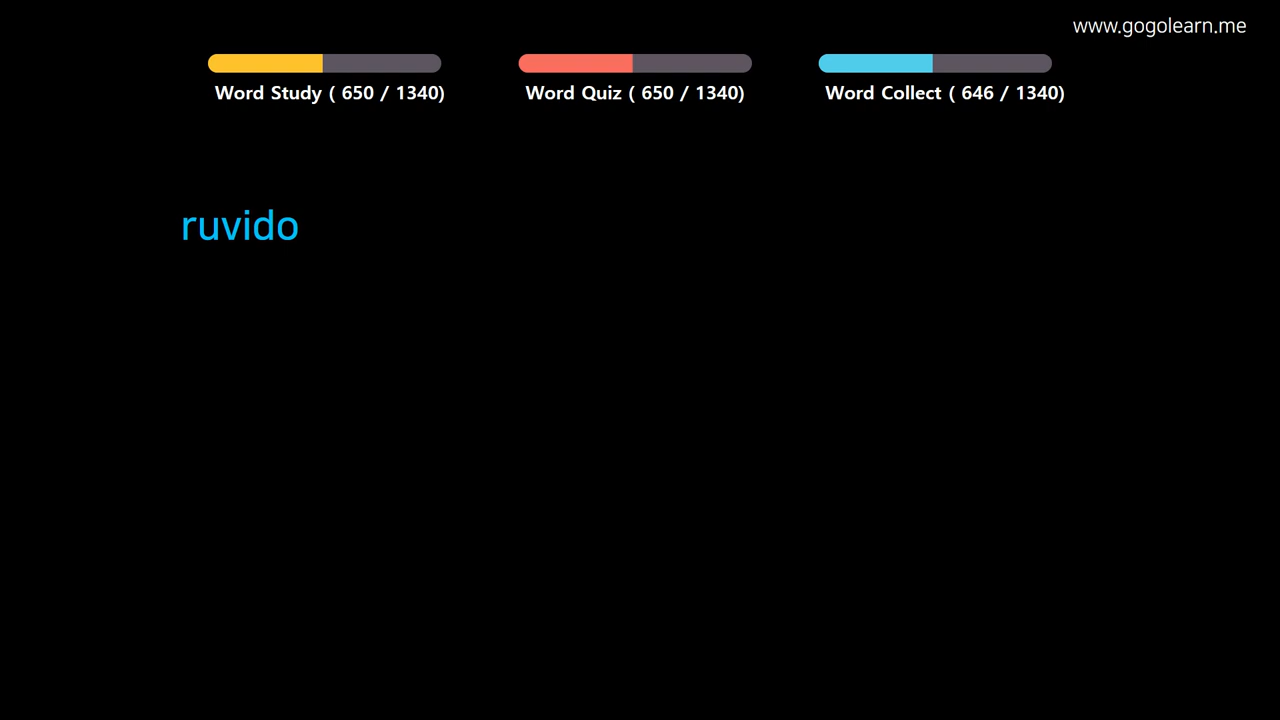 www.gogolearn.me
Word Study ( 650 / 1340)
Word Quiz ( 650 / 1340)
Word Collect ( 646 / 1340)
ruvido